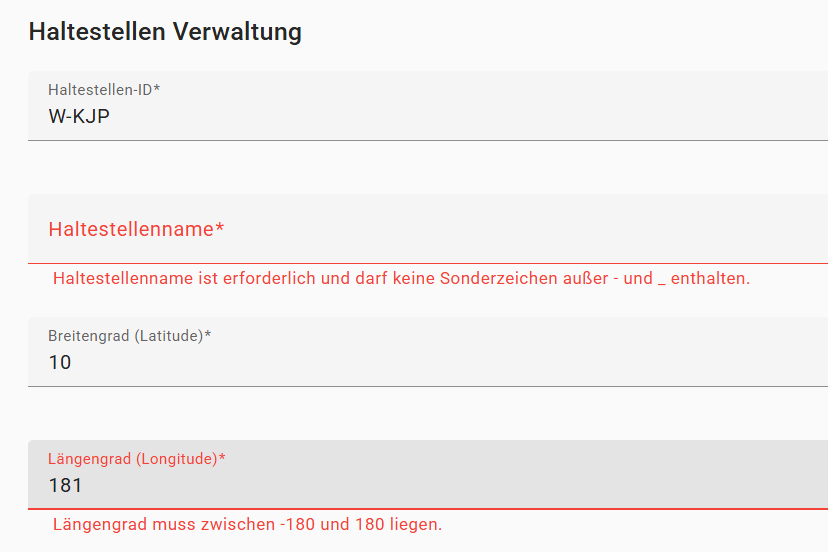 Haltestellen Verwaltung
Haltestellen-ID*
W-KJP
Haltestellenname*
Haltestellenname ist erforderlich und darf keine Sonderzeichen außer - und _ enthalten.
Breitengrad (Latitude)*
10
Längengrad (Longitude)*
181
Längengrad muss zwischen -180 und 180 liegen.